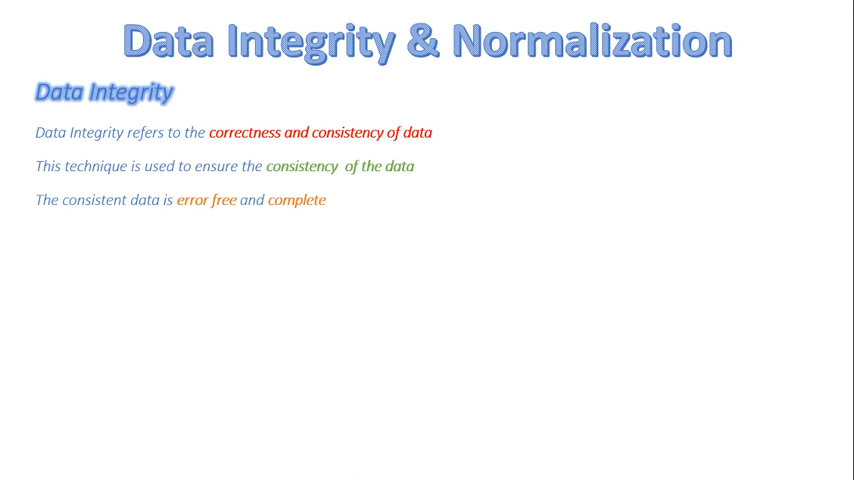 Data Integrity & Normalization
Data Integrity
Data Integrity refers to the correctness and consistency of data
This technique is used to ensure the consistency of the data
The consistent data is error free and complete